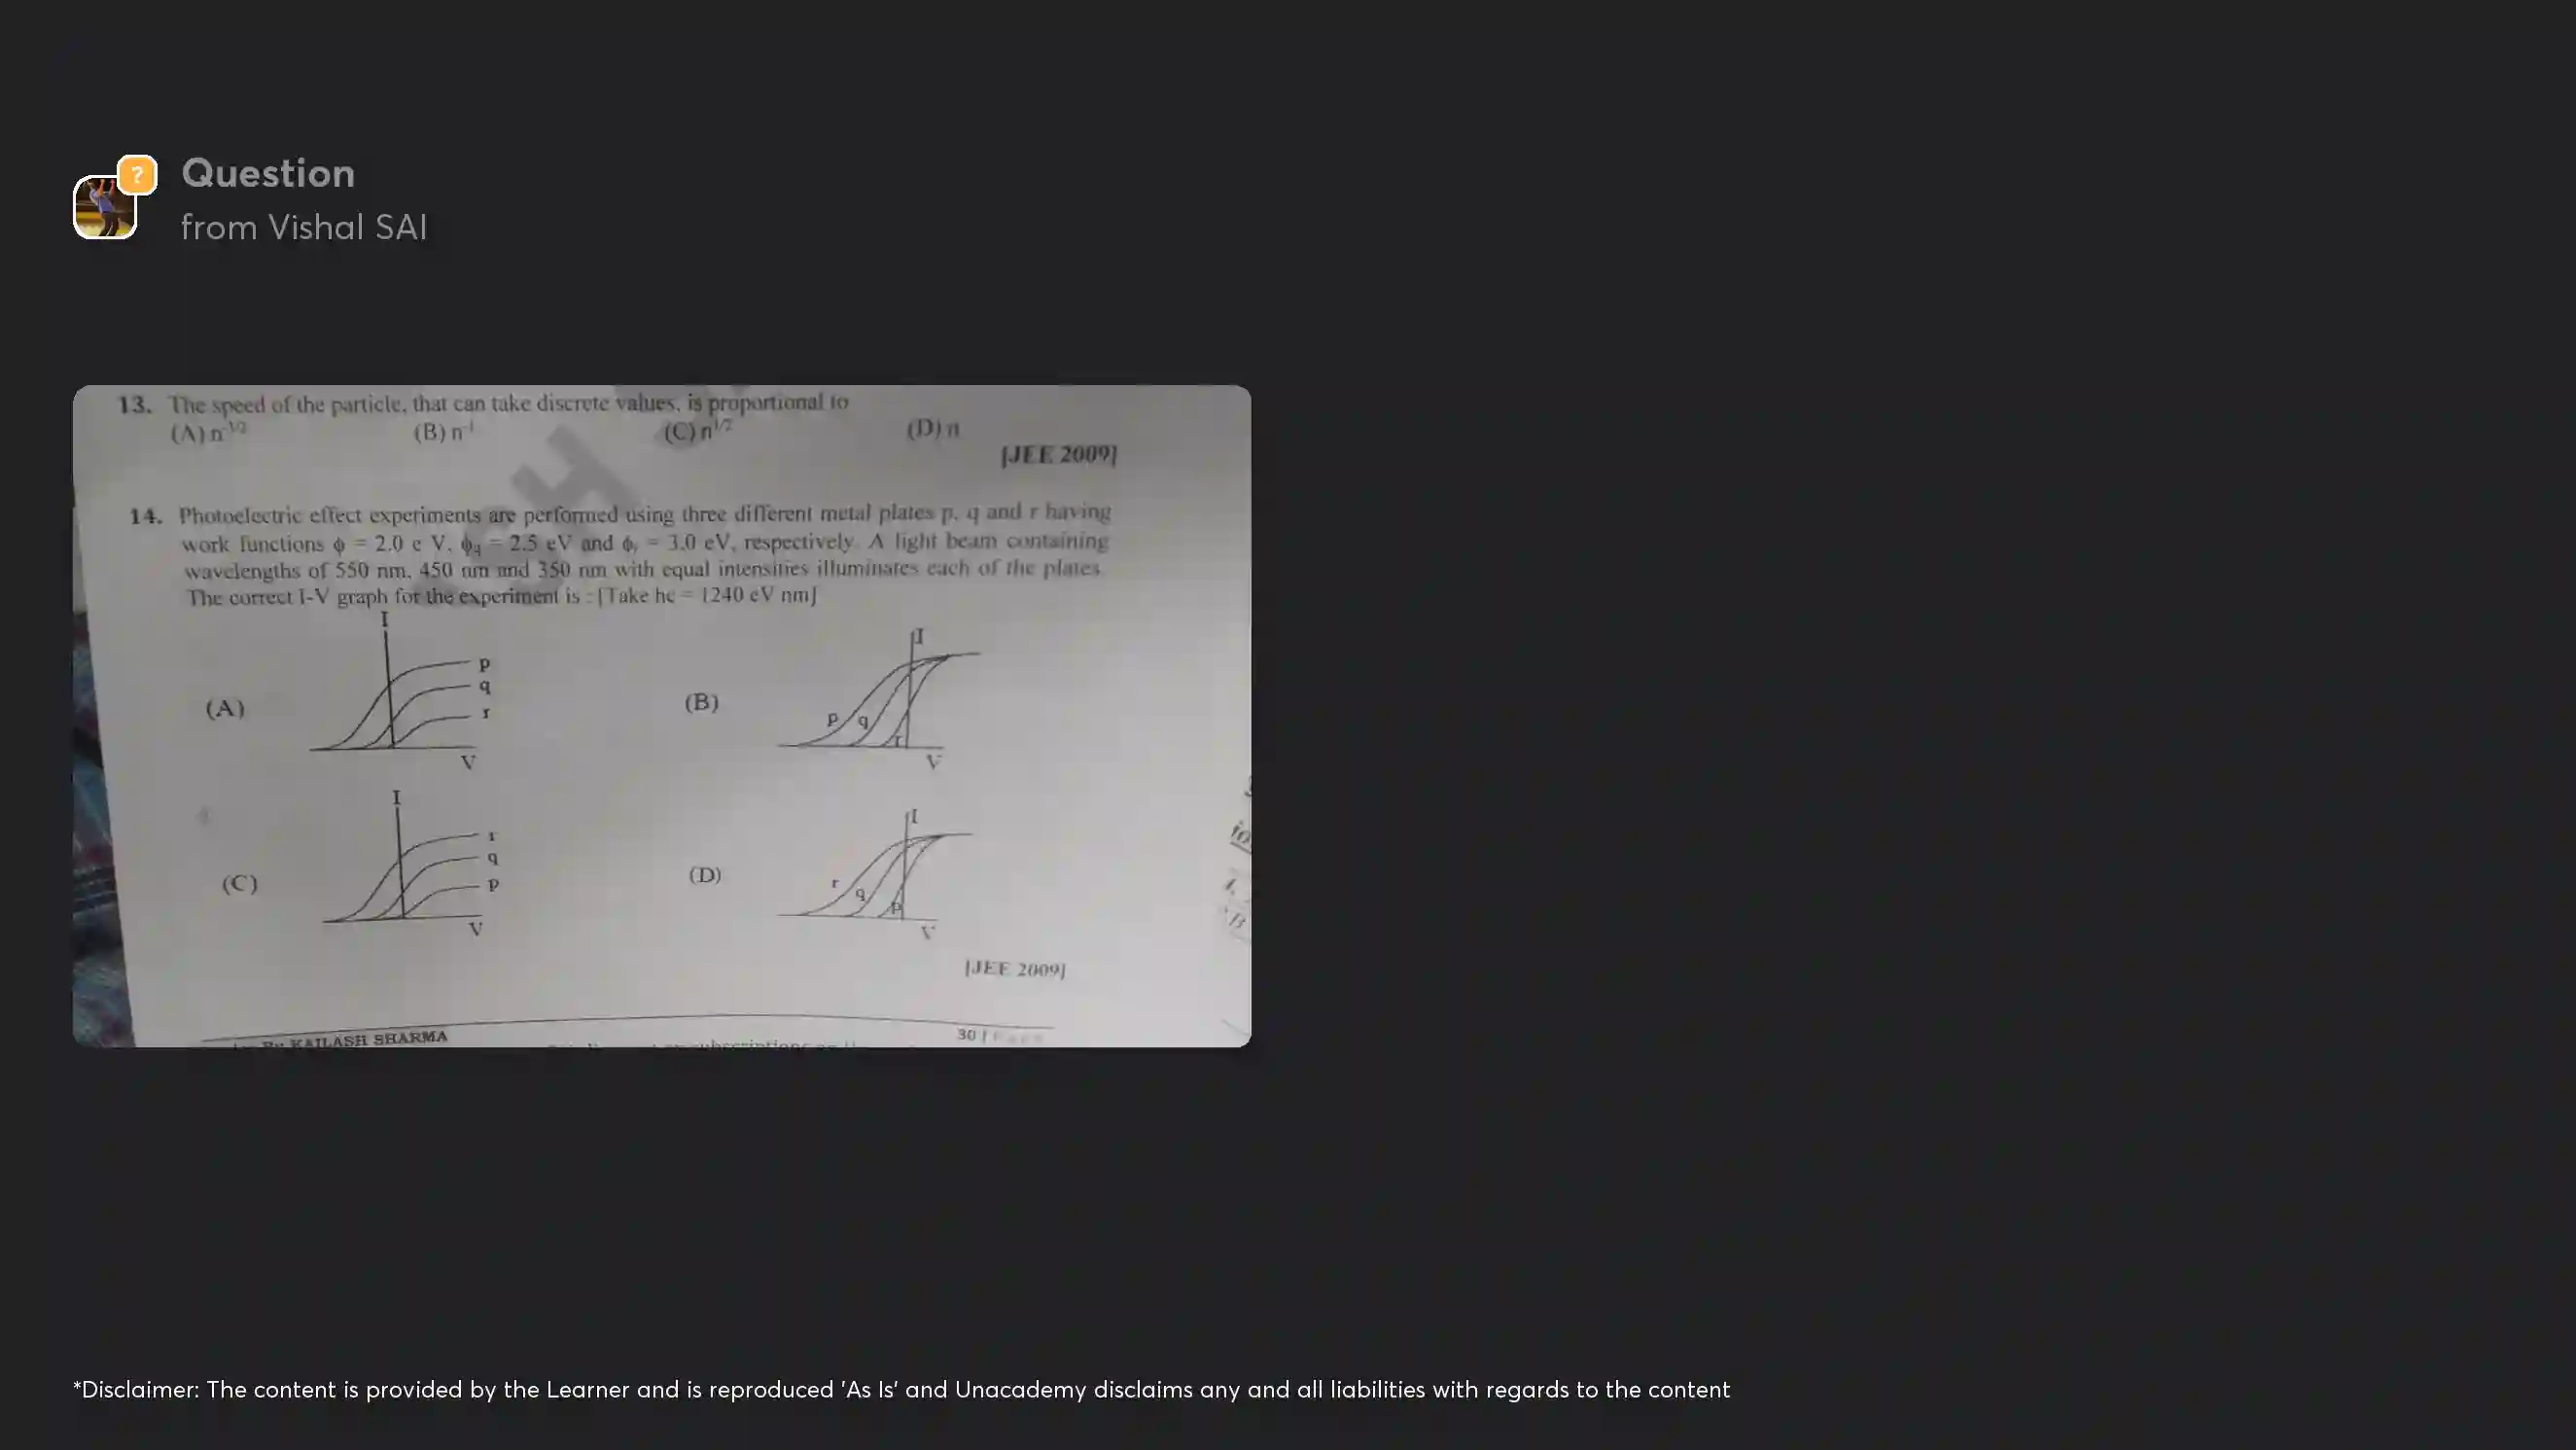 ?
Question
from Vishal SAI
13. The speed of the particle, that can take discrete values, is proportional to
(A) n^-3/2 (B) n^-1 (C) n^1/2 (D) n
[JEE 2009]
14. Photoelectric effect experiments are performed using three different metal plates p, q and r having
work functions ϕ = 2.0 e V, ϕq = 2.5 eV and ϕr = 3.0 eV, respectively. A light beam containing
wavelengths of 550 nm, 450 nm and 350 nm with equal intensities illuminates each of the plates.
The correct I-V graph for the experiment is : [Take hc = 1240 eV nm]
(A) I p q r V
(B) I p q r V
(C) I r q p V
(D) I r q p V
[JEE 2009]
By KAILASH SHARMA
subscriptions on
30 |
*Disclaimer: The content is provided by the Learner and is reproduced 'As Is' and Unacademy disclaims any and all liabilities with regards to the content